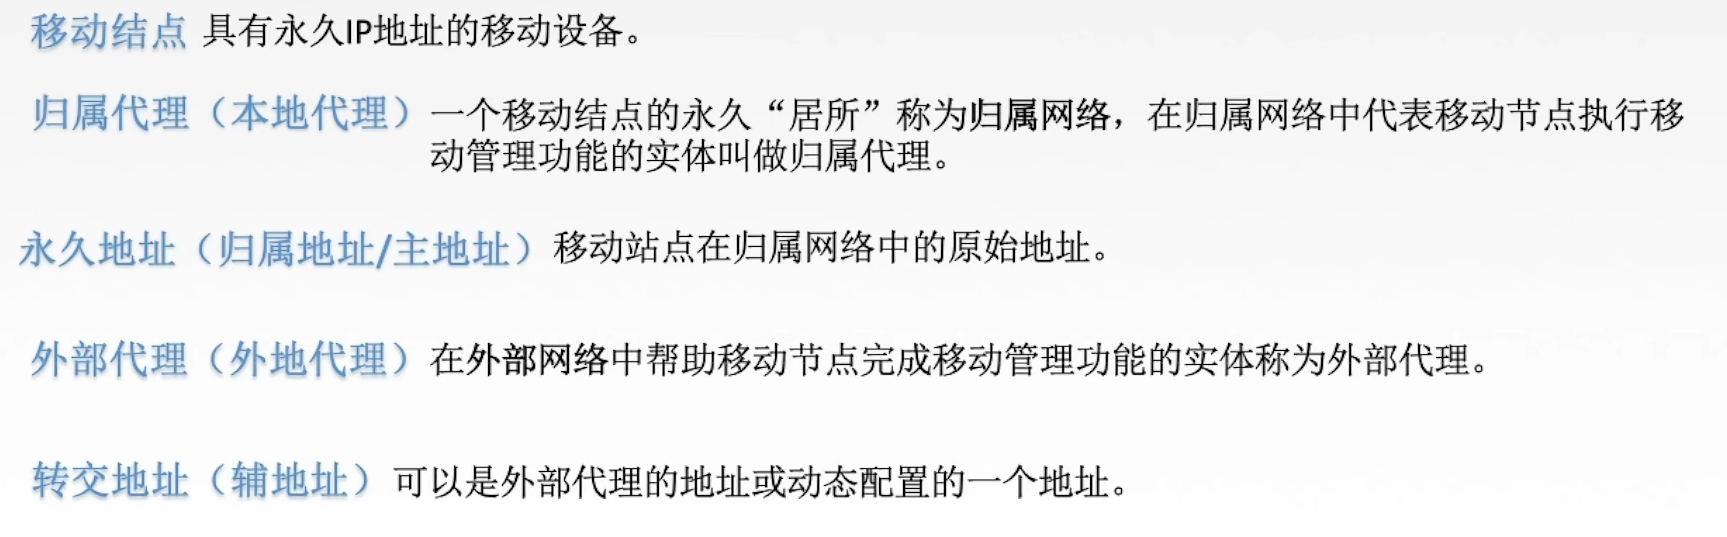 移动结点 具有永久IP地址的移动设备。
归属代理（本地代理）一个移动结点的永久“居所”称为归属网络，在归属网络中代表移动节点执行移
动管理功能的实体叫做归属代理。
永久地址（归属地址/主地址）移动站点在归属网络中的原始地址。
外部代理（外地代理）在外部网络中帮助移动节点完成移动管理功能的实体称为外部代理。
转交地址（辅地址）可以是外部代理的地址或动态配置的一个地址。